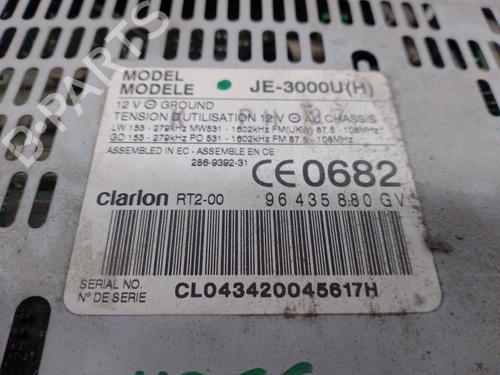 MODEL
MODELE JE-3000U(H)
12 V ⊖ GROUND
TENSION D'UTILISATION 12 V ⊖ AU CHASSIS
LW 153 - 279kHz MW531 - 1602kHz FM(UKW) 87.5 - 108MHz
GO 153 - 279kHz PO 531 - 1602kHz FM 87.5 - 108MHz
ASSEMBLED IN EC - ASSEMBLE EN CE
286-9392-31
CE0682
Clarion RT2-00 96 435 880 GV
SERIAL NO.
N° DE SERIE CL043420045617H
B-PARTS